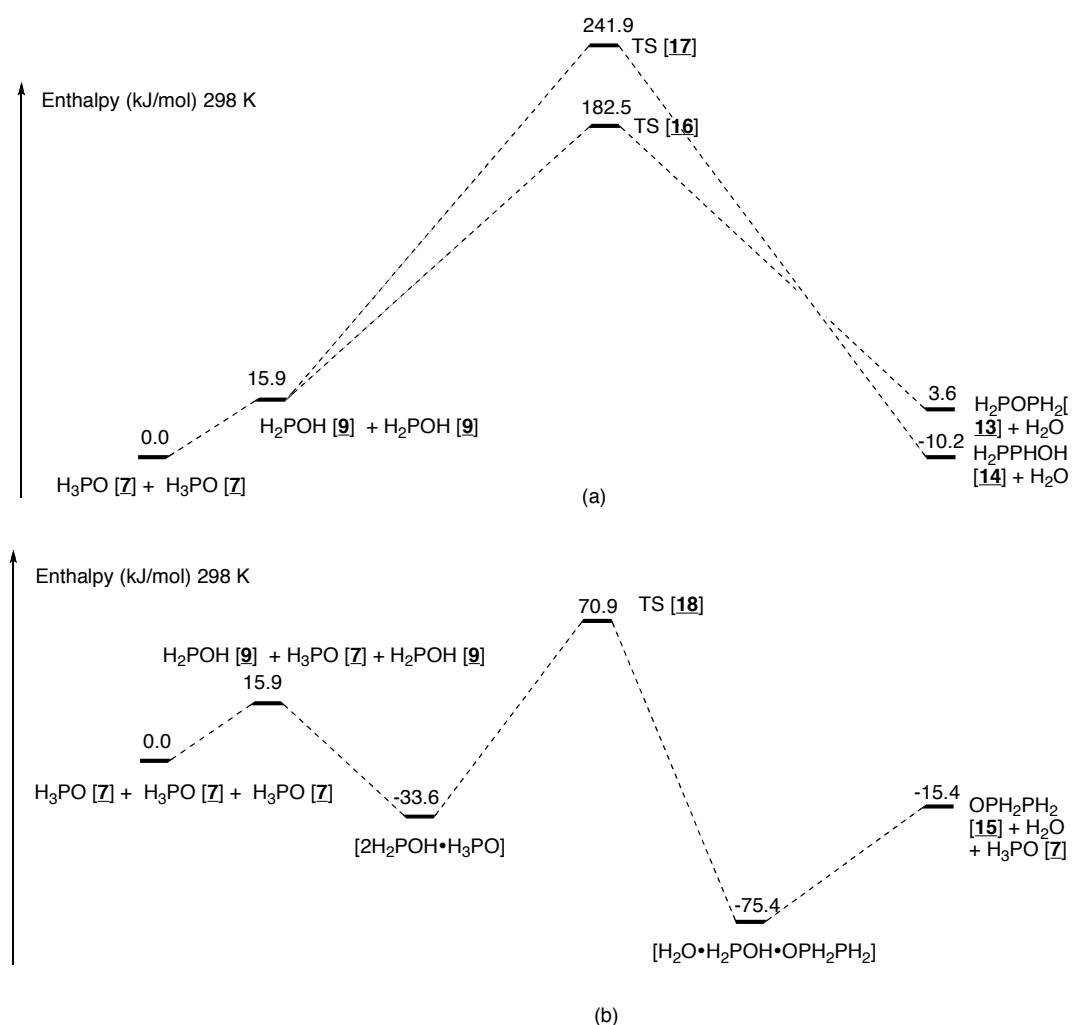 241.9
TS [17]
Enthalpy (kJ/mol) 298 K
182.5
TS [16]
15.9
3.6
H₂POPH₂[
13] + H₂O
H₂POH [9] + H₂POH [9]
0.0
-10.2
H₂PPHOH
[14] + H₂O
H₃PO [7] + H₃PO [7]
(a)
Enthalpy (kJ/mol) 298 K
70.9
TS [18]
H₂POH [9] + H₃PO [7] + H₂POH [9]
15.9
0.0
H₃PO [7] + H₃PO [7] + H₃PO [7]
-33.6
[2H₂POH•H₃PO]
-15.4
OPH₂PH₂
[15] + H₂O
+ H₃PO [7]
-75.4
[H₂O•H₂POH•OPH₂PH₂]
(b)